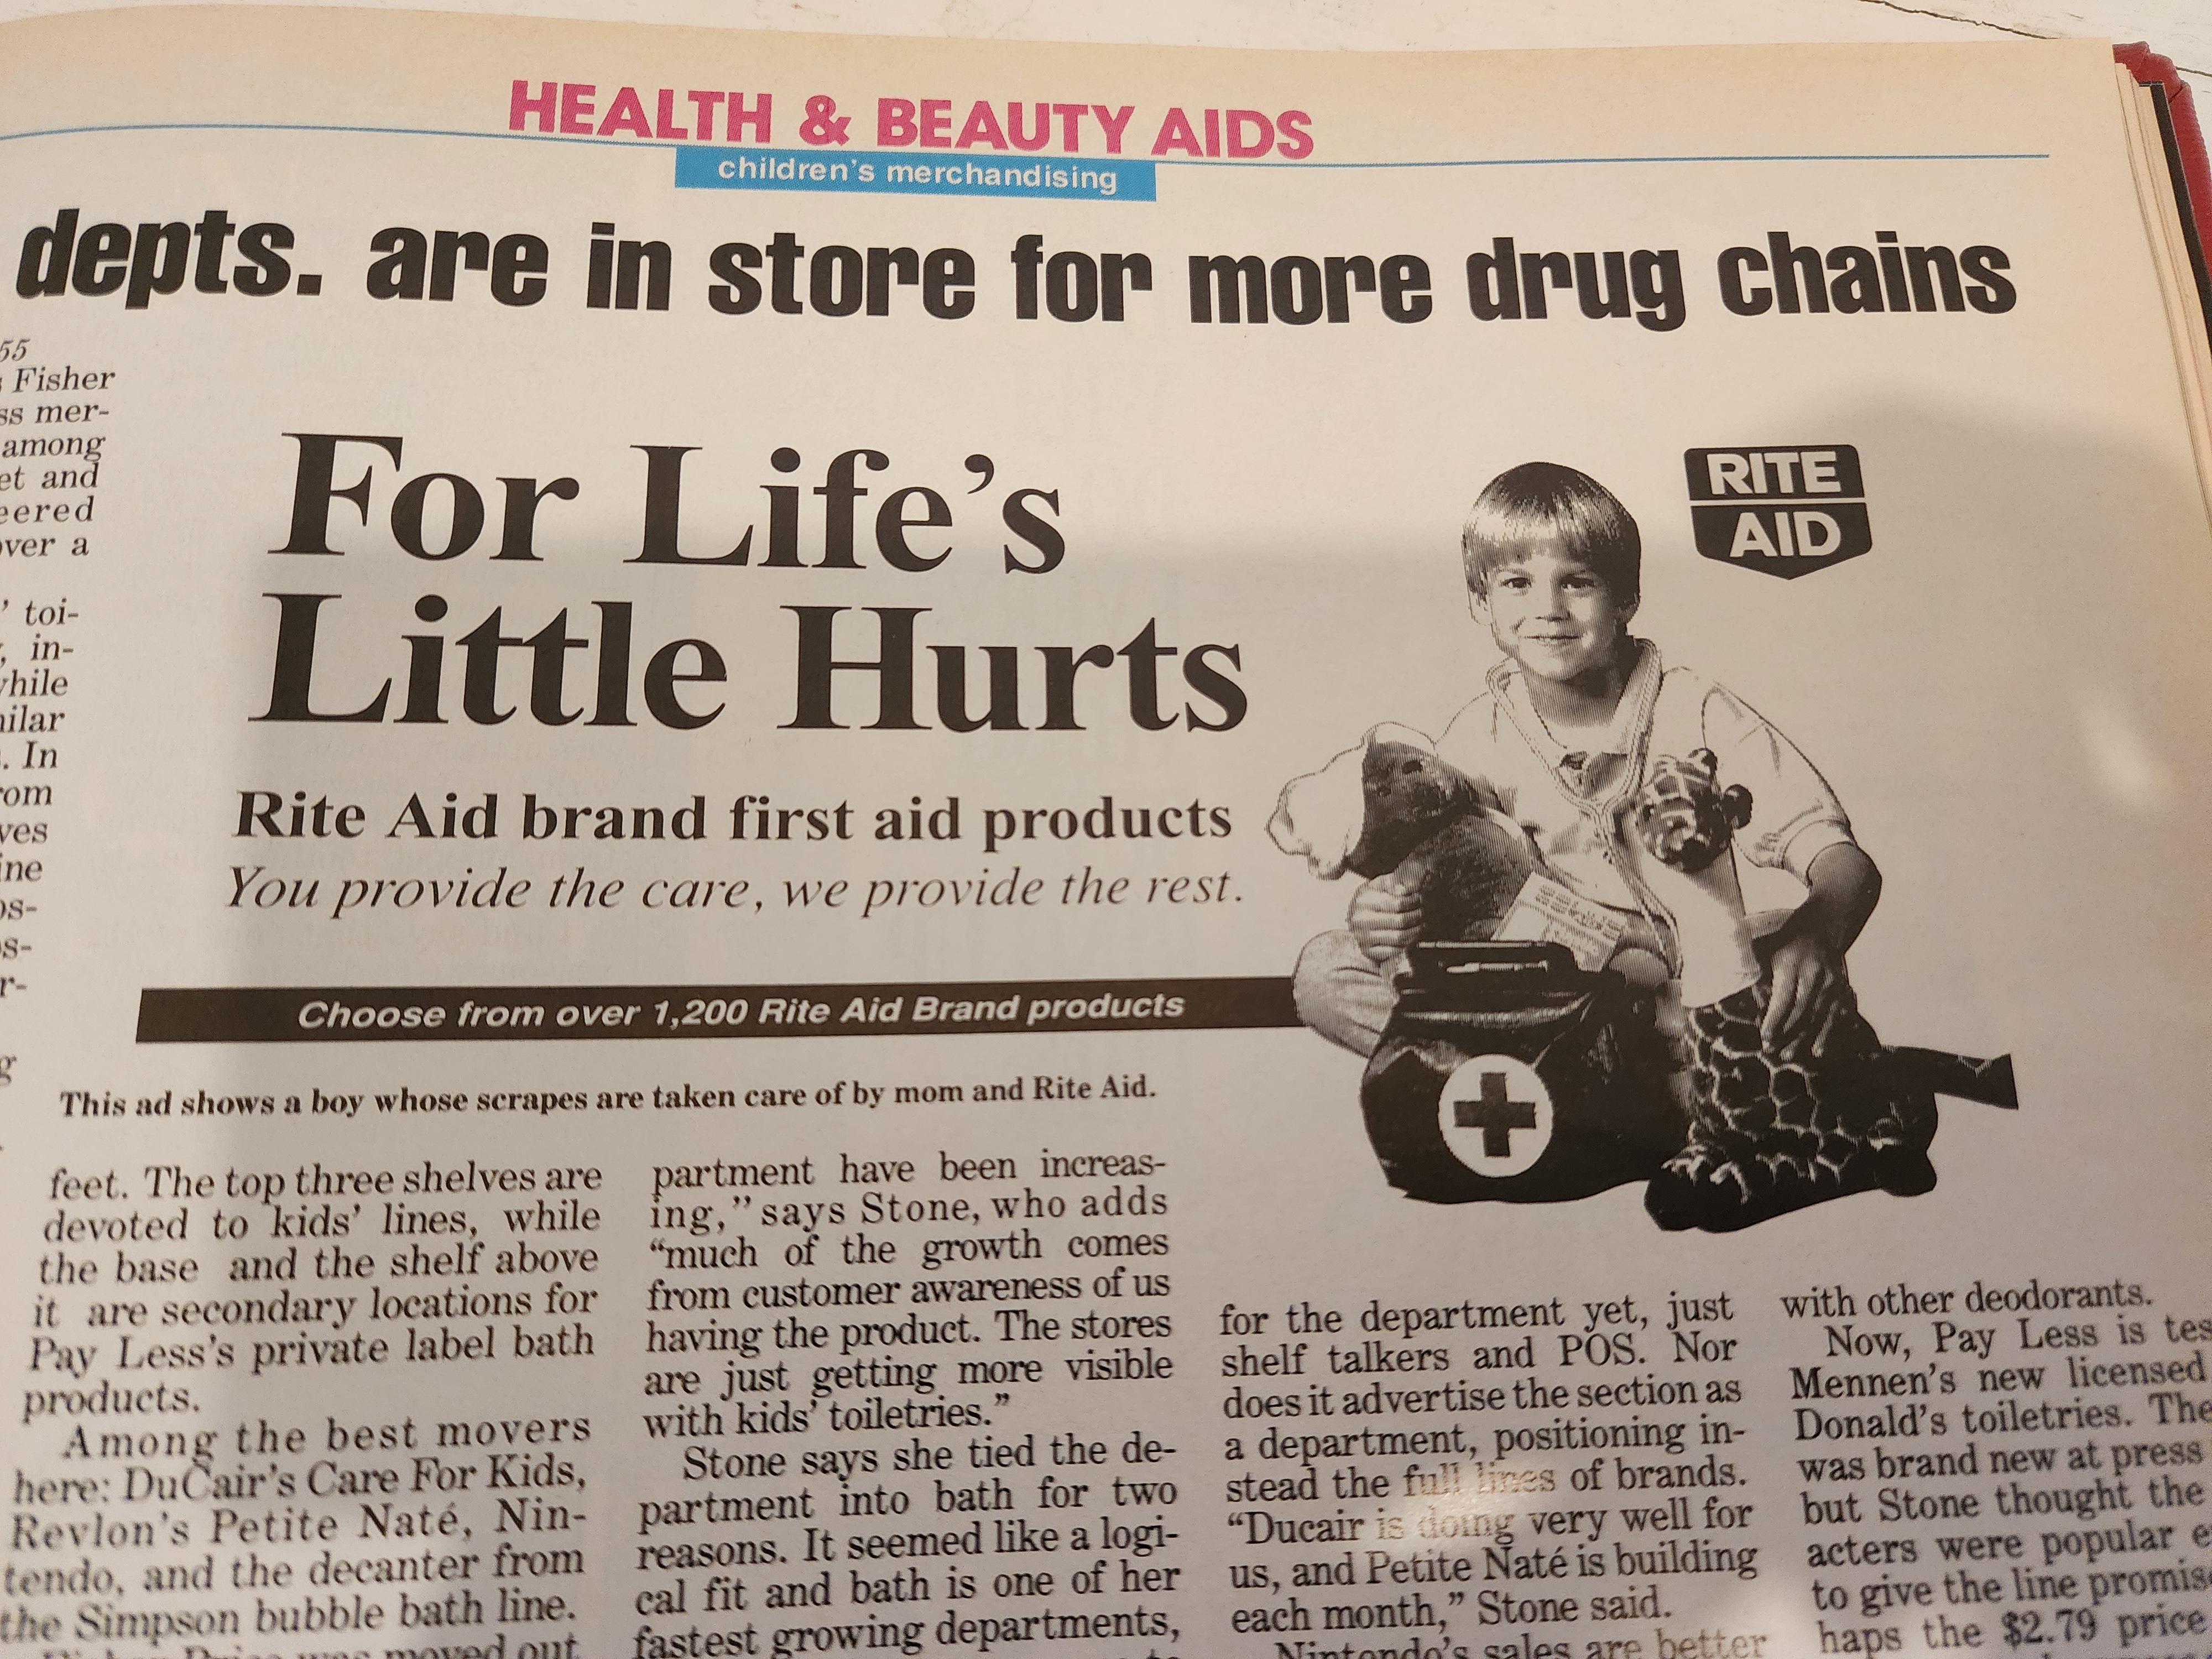 HEALTH & BEAUTY AIDS
children's merchandising
depts. are in store for more drug chains
55
Fisher
mer-
among
and
over a
' toi-
in-
. In
For Life's
Little Hurts
RITE
AID
Rite Aid brand first aid products
You provide the care, we provide the rest.
Choose from over 1,200 Rite Aid Brand products
This ad shows a boy whose scrapes are taken care of by mom and Rite Aid.
feet. The top three shelves are
devoted to kids' lines, while
the base and the shelf above
it are secondary locations for
Pay Less's private label bath
products.
Among the best movers
here: DuCair's Care For Kids,
Revlon's Petite Naté, Nin-
tendo, and the decanter from
the Simpson bubble bath line.
was moved out
partment have been increas-
ing," says Stone, who adds
"much of the growth comes
from customer awareness of us
having the product. The stores
are just getting more visible
with kids' toiletries."
Stone says she tied the de-
partment into bath for two
reasons. It seemed like a logi-
cal fit and bath is one of her
fastest growing departments,
for the department yet, just
shelf talkers and POS. Nor
does it advertise the section as
a department, positioning in-
stead the full lines of brands.
"Ducair is doing very well for
us, and Petite Naté is building
each month," Stone said.
Nintendo's sales are better
with other deodorants.
Now, Pay Less is tes
Mennen's new licensed
Donald's toiletries. The
was brand new at press
but Stone thought the
acters were popular e
to give the line promis
haps the $2.79 price